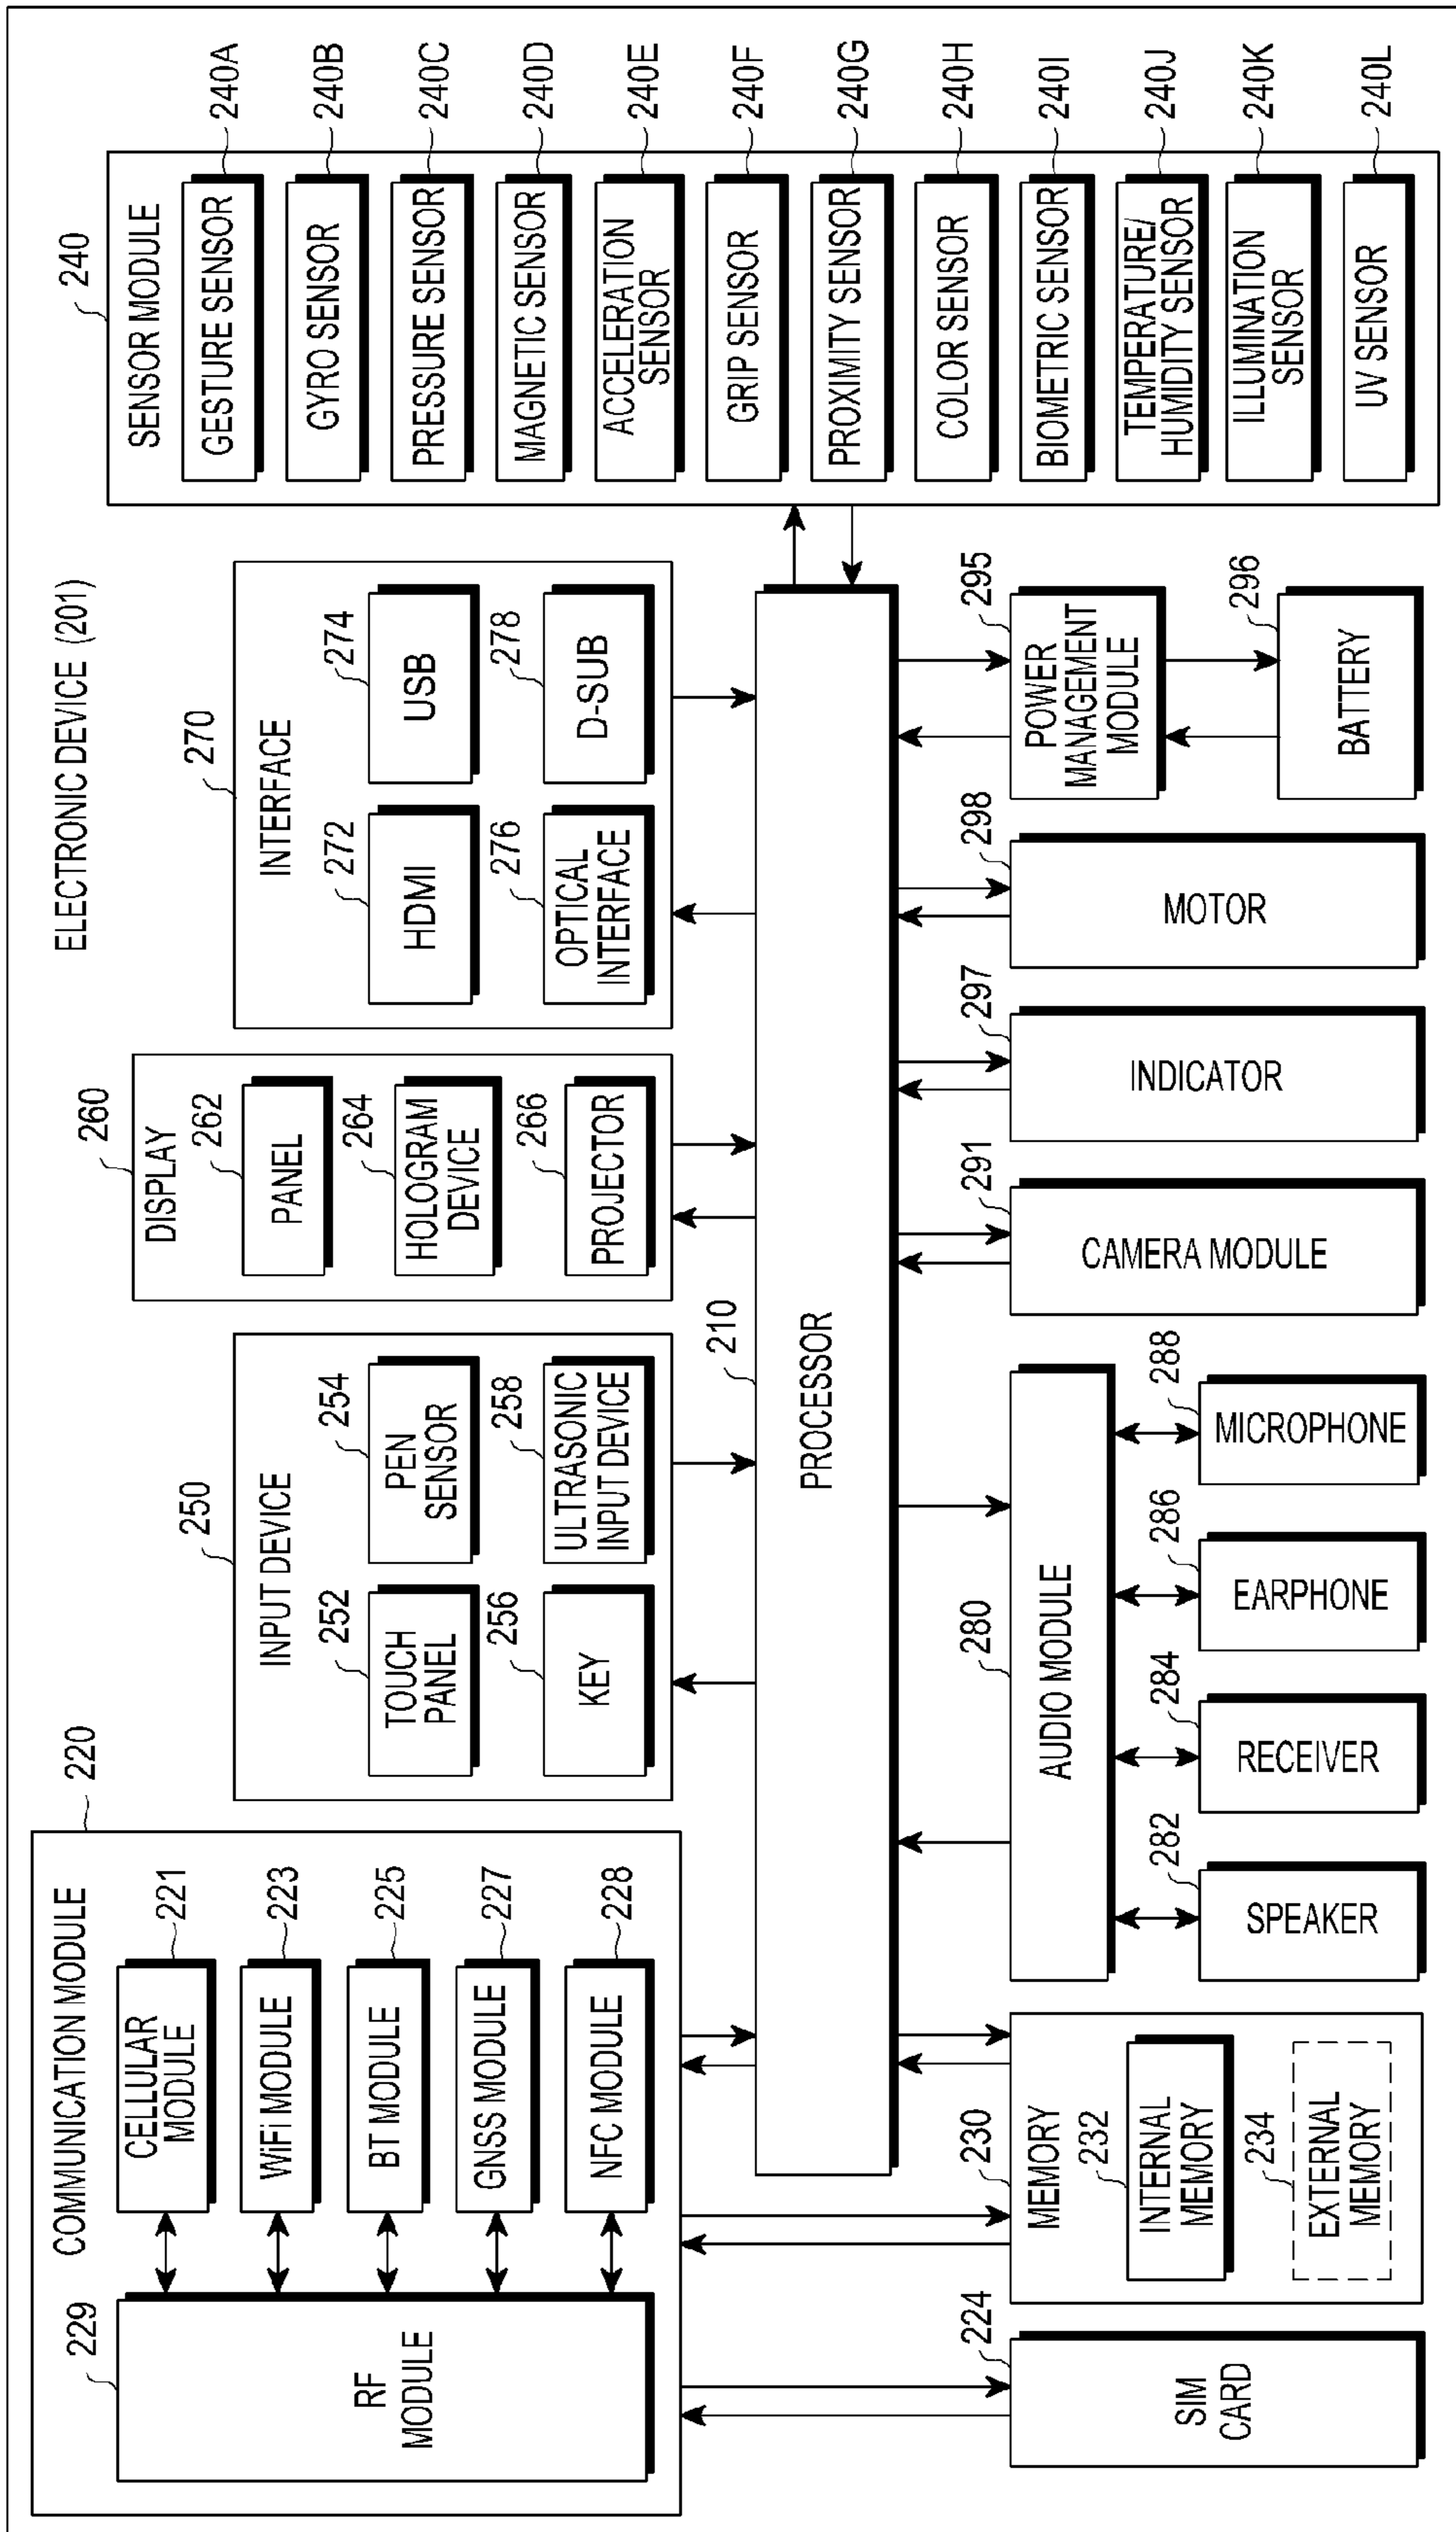 ELECTRONIC DEVICE (201)
220
COMMUNICATION MODULE
229
RF
MODULE
CELLULAR
MODULE
221
WiFi MODULE
223
BT MODULE
225
GNSS MODULE
227
NFC MODULE
228
250
INPUT DEVICE
252
TOUCH
PANEL
254
PEN
SENSOR
256
KEY
258
ULTRASONIC
INPUT DEVICE
260
DISPLAY
262
PANEL
264
HOLOGRAM
DEVICE
266
PROJECTOR
270
INTERFACE
272
HDMI
274
USB
276
OPTICAL
INTERFACE
278
D-SUB
240
SENSOR MODULE
GESTURE SENSOR
240A
GYRO SENSOR
240B
PRESSURE SENSOR
240C
MAGNETIC SENSOR
240D
ACCELERATION
SENSOR
240E
GRIP SENSOR
240F
PROXIMITY SENSOR
240G
COLOR SENSOR
240H
BIOMETRIC SENSOR
240I
TEMPERATURE/
HUMIDITY SENSOR
240J
ILLUMINATION
SENSOR
240K
UV SENSOR
240L
210
PROCESSOR
224
SIM
CARD
230
MEMORY
232
INTERNAL
MEMORY
234
EXTERNAL
MEMORY
280
AUDIO MODULE
282
SPEAKER
284
RECEIVER
286
EARPHONE
288
MICROPHONE
291
CAMERA MODULE
297
INDICATOR
298
MOTOR
295
POWER
MANAGEMENT
MODULE
296
BATTERY